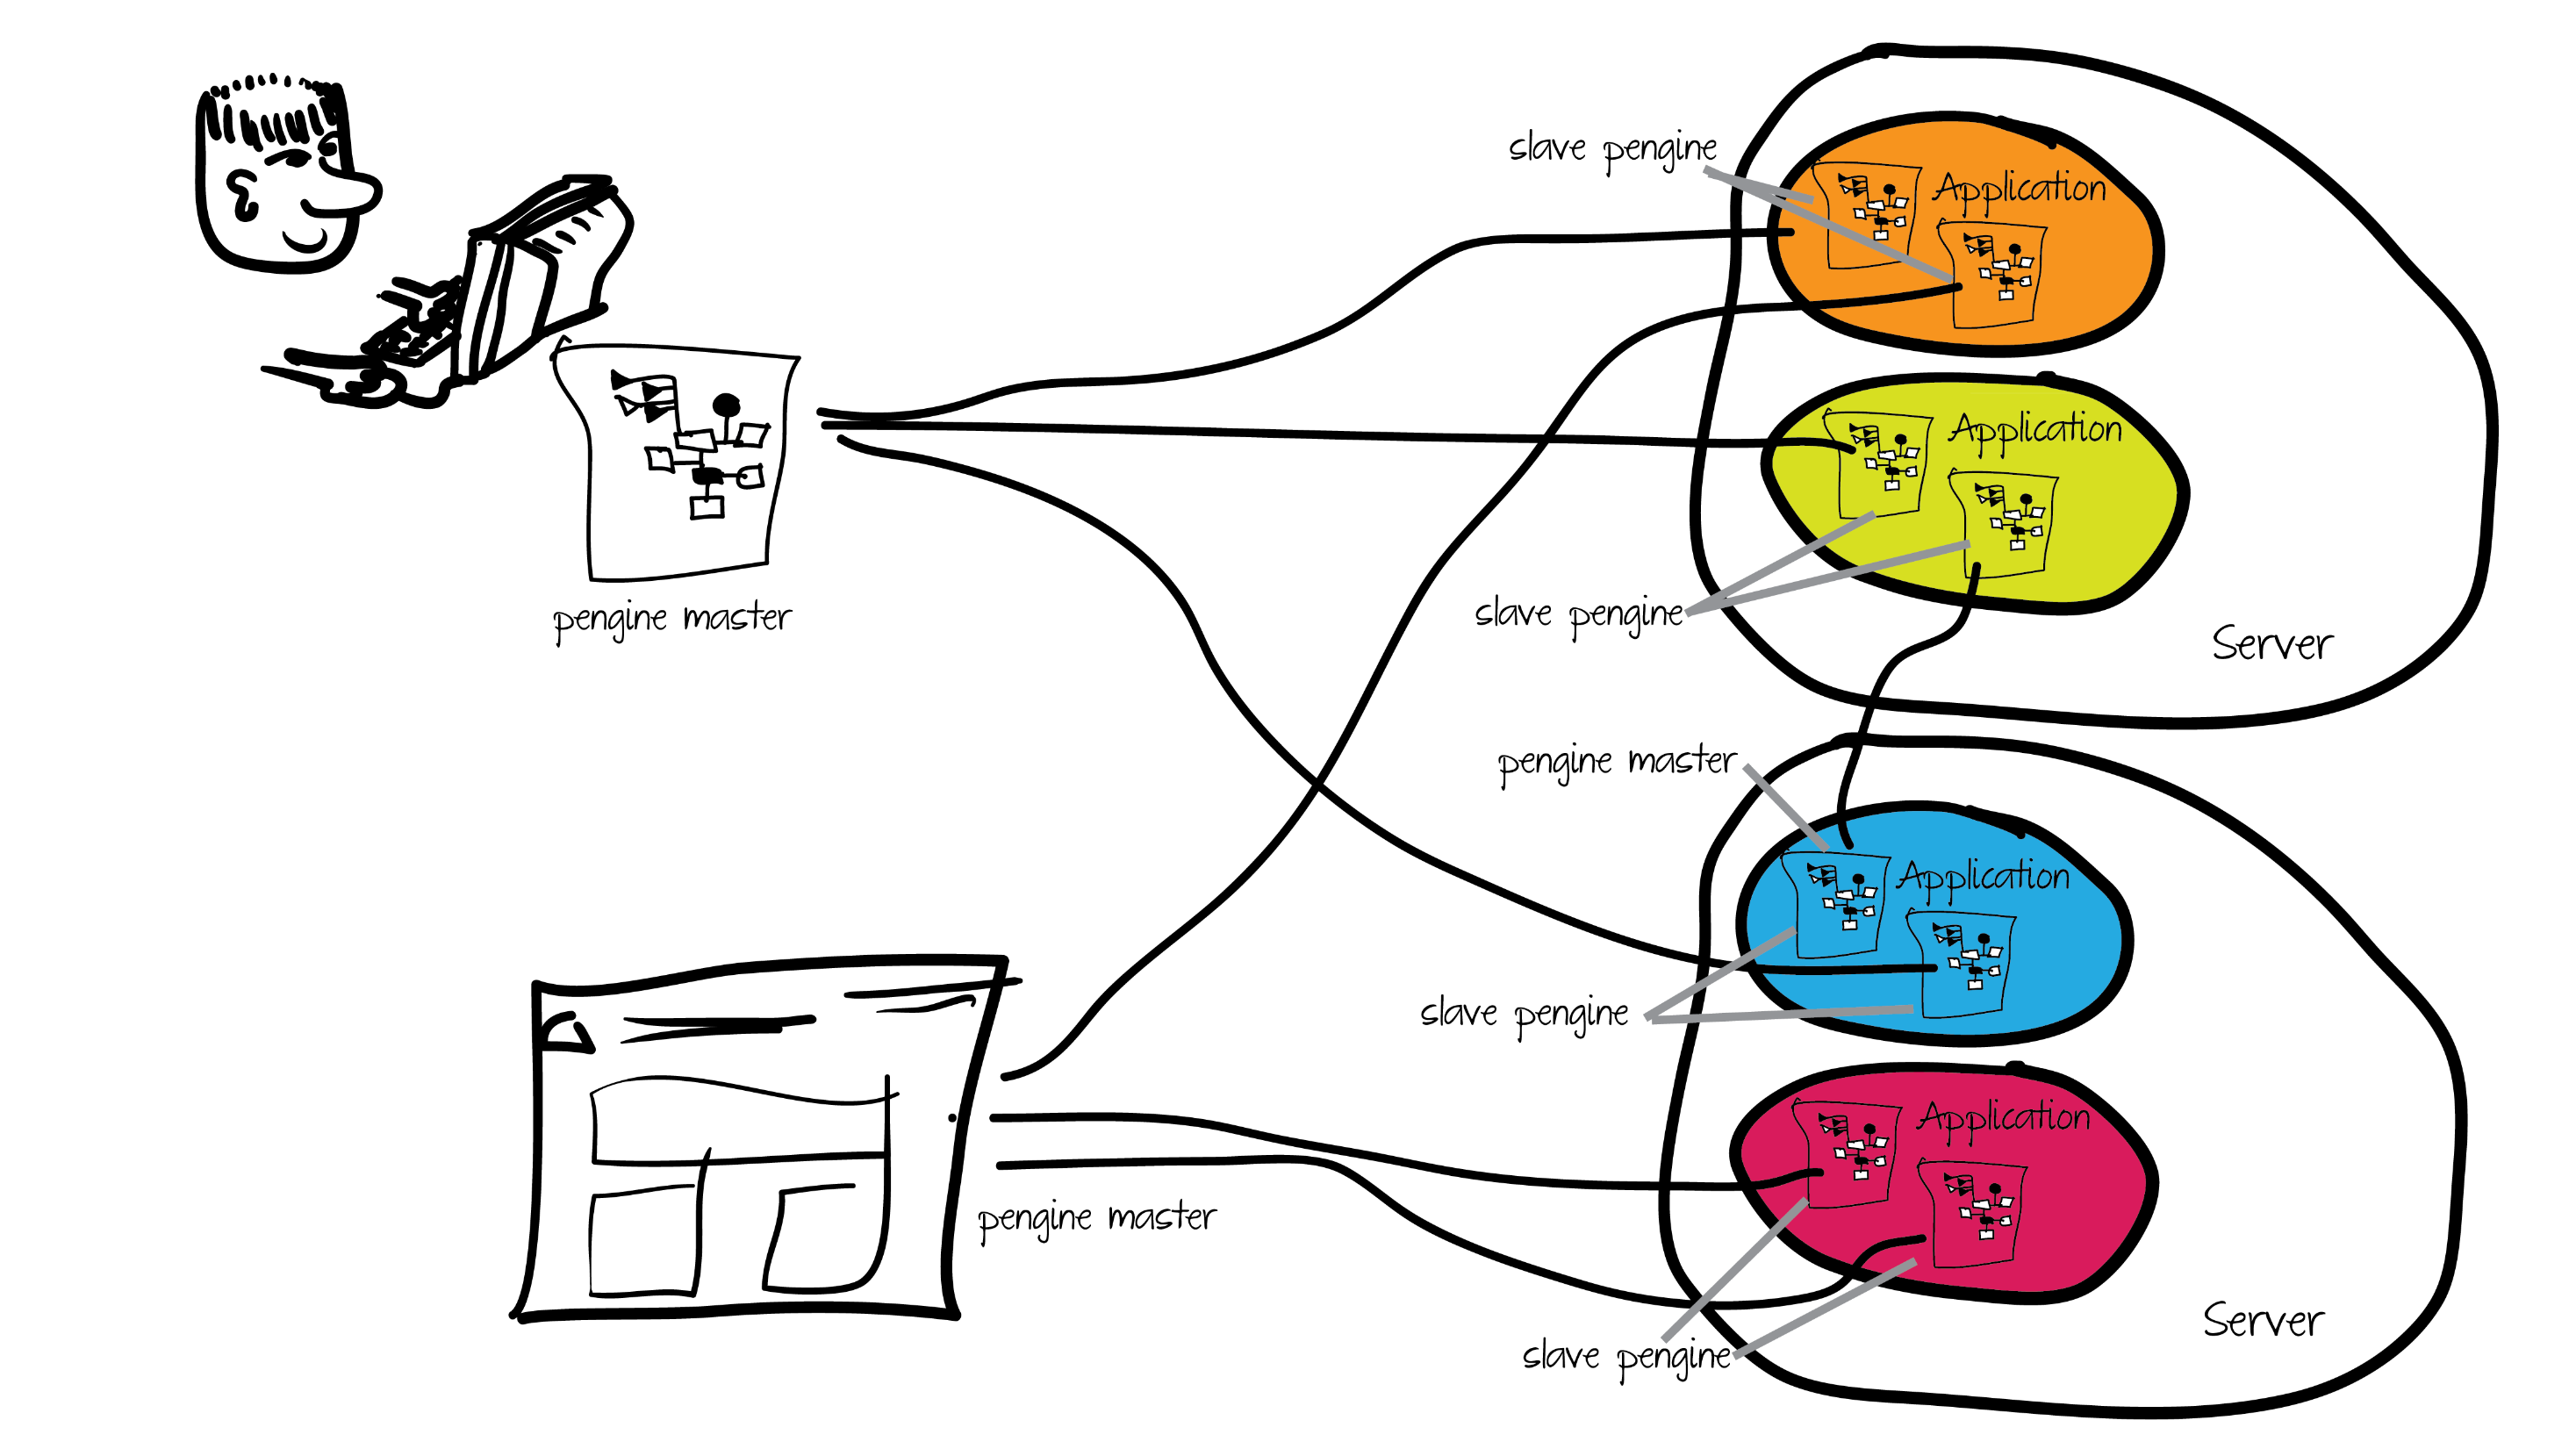 slave pengine
Application
Application
slave pengine
pengine master
Server
pengine master
Application
slave pengine
Application
pengine master
Server
slave pengine